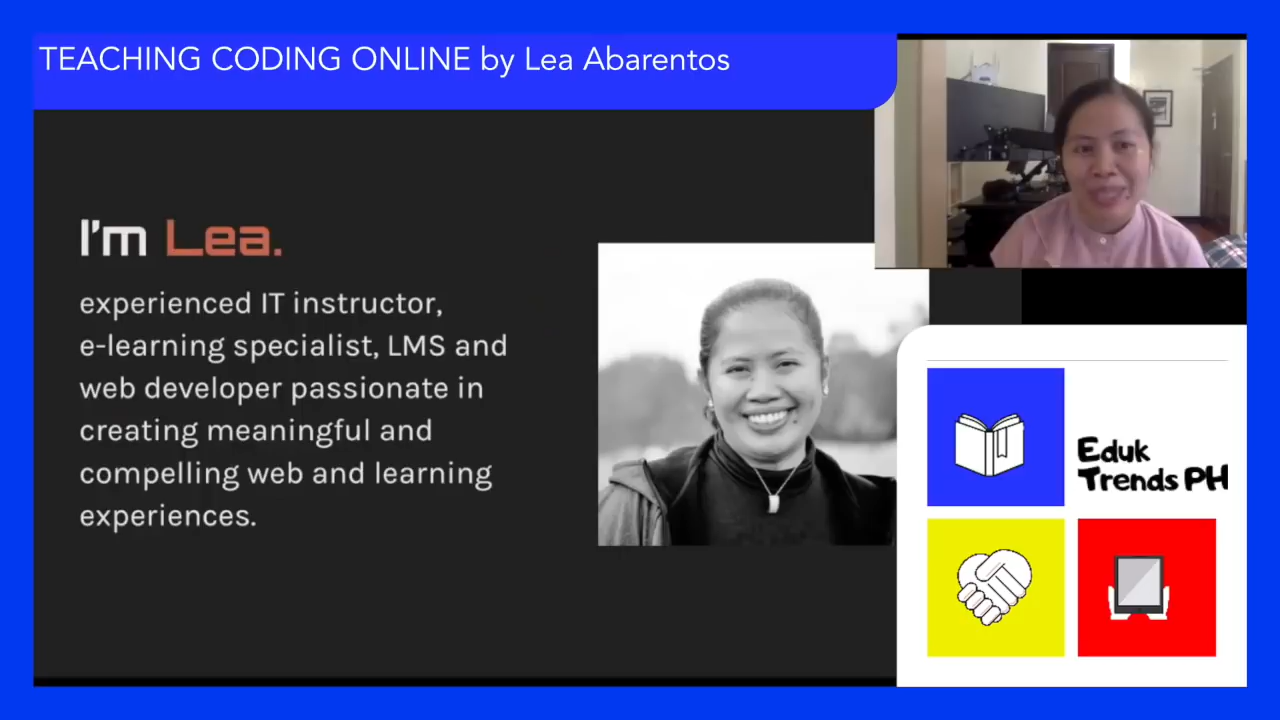 TEACHING CODING ONLINE by Lea Abarentos
I'm Lea.
experienced IT instructor,
e-learning specialist, LMS and
web developer passionate in
creating meaningful and
compelling web and learning
experiences.
Eduk
Trends PH